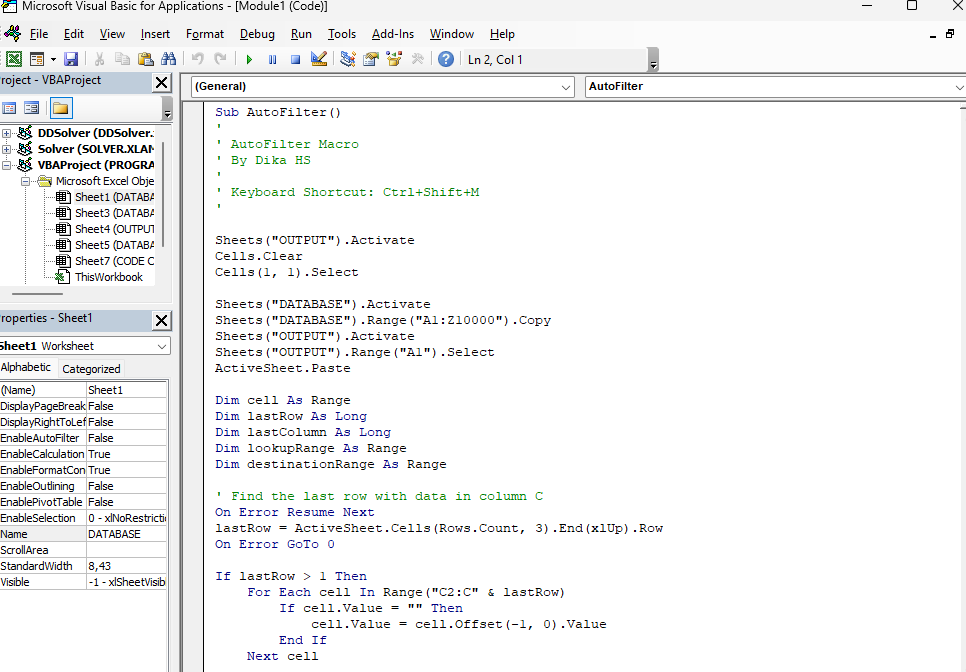 Microsoft Visual Basic for Applications - [Module1 (Code)]
File Edit View Insert Format Debug Run Tools Add-Ins Window Help
Ln 2, Col 1
roject - VBAProject
(General)
AutoFilter
DDSolver (DDSolver.
Solver (SOLVER.XLAM
VBAProject (PROGRA
Microsoft Excel Obje
Sheet1 (DATABA
Sheet3 (DATABA
Sheet4 (OUTPUT
Sheet5 (DATABA
Sheet7 (CODE C
ThisWorkbook
roperties - Sheet1
Sheet1 Worksheet
Alphabetic Categorized
(Name) Sheet1
DisplayPageBreak False
DisplayRightToLef False
EnableAutoFilter False
EnableCalculation True
EnableFormatCon True
EnableOutlining False
EnablePivotTable False
EnableSelection 0 - xlNoRestricti
Name DATABASE
ScrollArea
StandardWidth 8,43
Visible -1 - xlSheetVisib
Sub AutoFilter()
'
' AutoFilter Macro
' By Dika HS
'
' Keyboard Shortcut: Ctrl+Shift+M
'
Sheets("OUTPUT").Activate
Cells.Clear
Cells(1, 1).Select
Sheets("DATABASE").Activate
Sheets("DATABASE").Range("A1:Z10000").Copy
Sheets("OUTPUT").Activate
Sheets("OUTPUT").Range("A1").Select
ActiveSheet.Paste
Dim cell As Range
Dim lastRow As Long
Dim lastColumn As Long
Dim lookupRange As Range
Dim destinationRange As Range
' Find the last row with data in column C
On Error Resume Next
lastRow = ActiveSheet.Cells(Rows.Count, 3).End(xlUp).Row
On Error GoTo 0
If lastRow > 1 Then
For Each cell In Range("C2:C" & lastRow)
If cell.Value = "" Then
cell.Value = cell.Offset(-1, 0).Value
End If
Next cell